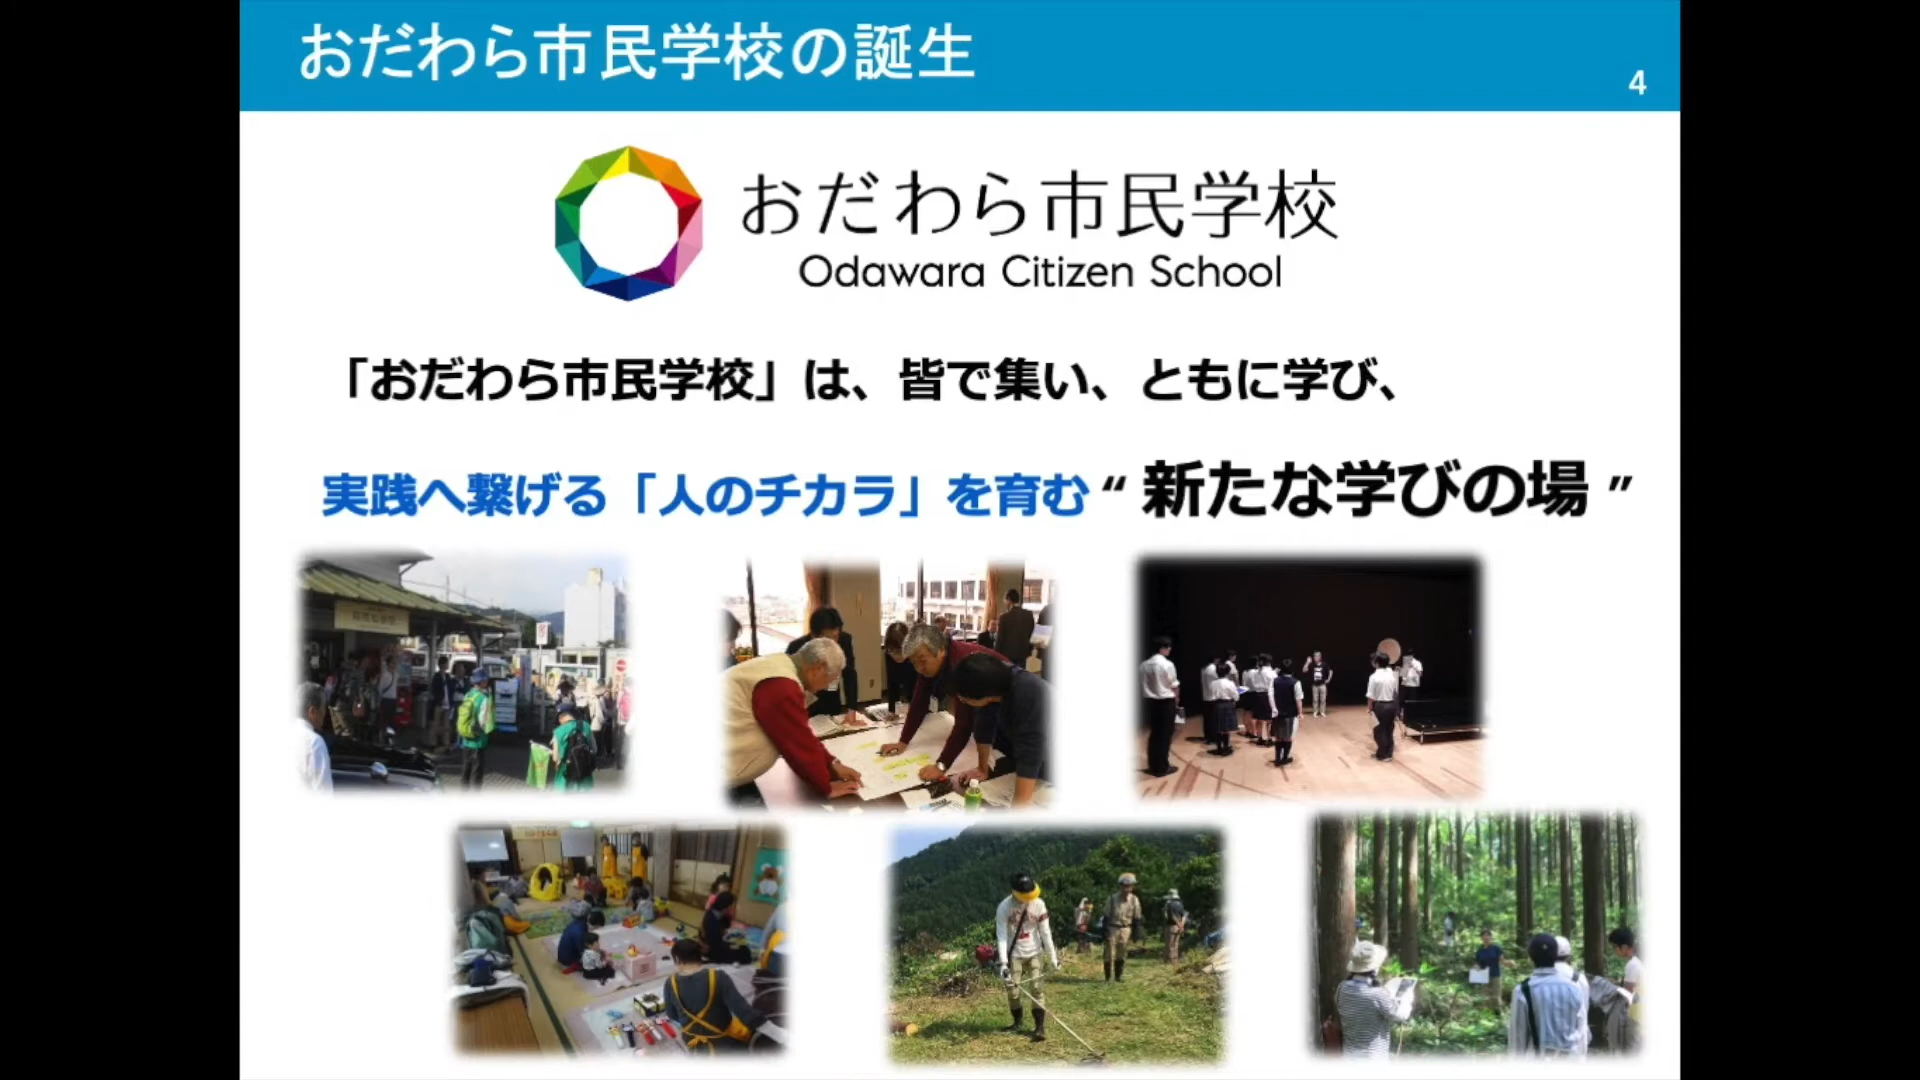 おだわら市民学校の誕生
4
おだわら市民学校
Odawara Citizen School
「おだわら市民学校」は、皆で集い、ともに学び、
実践へ繋げる「人のチカラ」を育む“ 新たな学びの場 ”